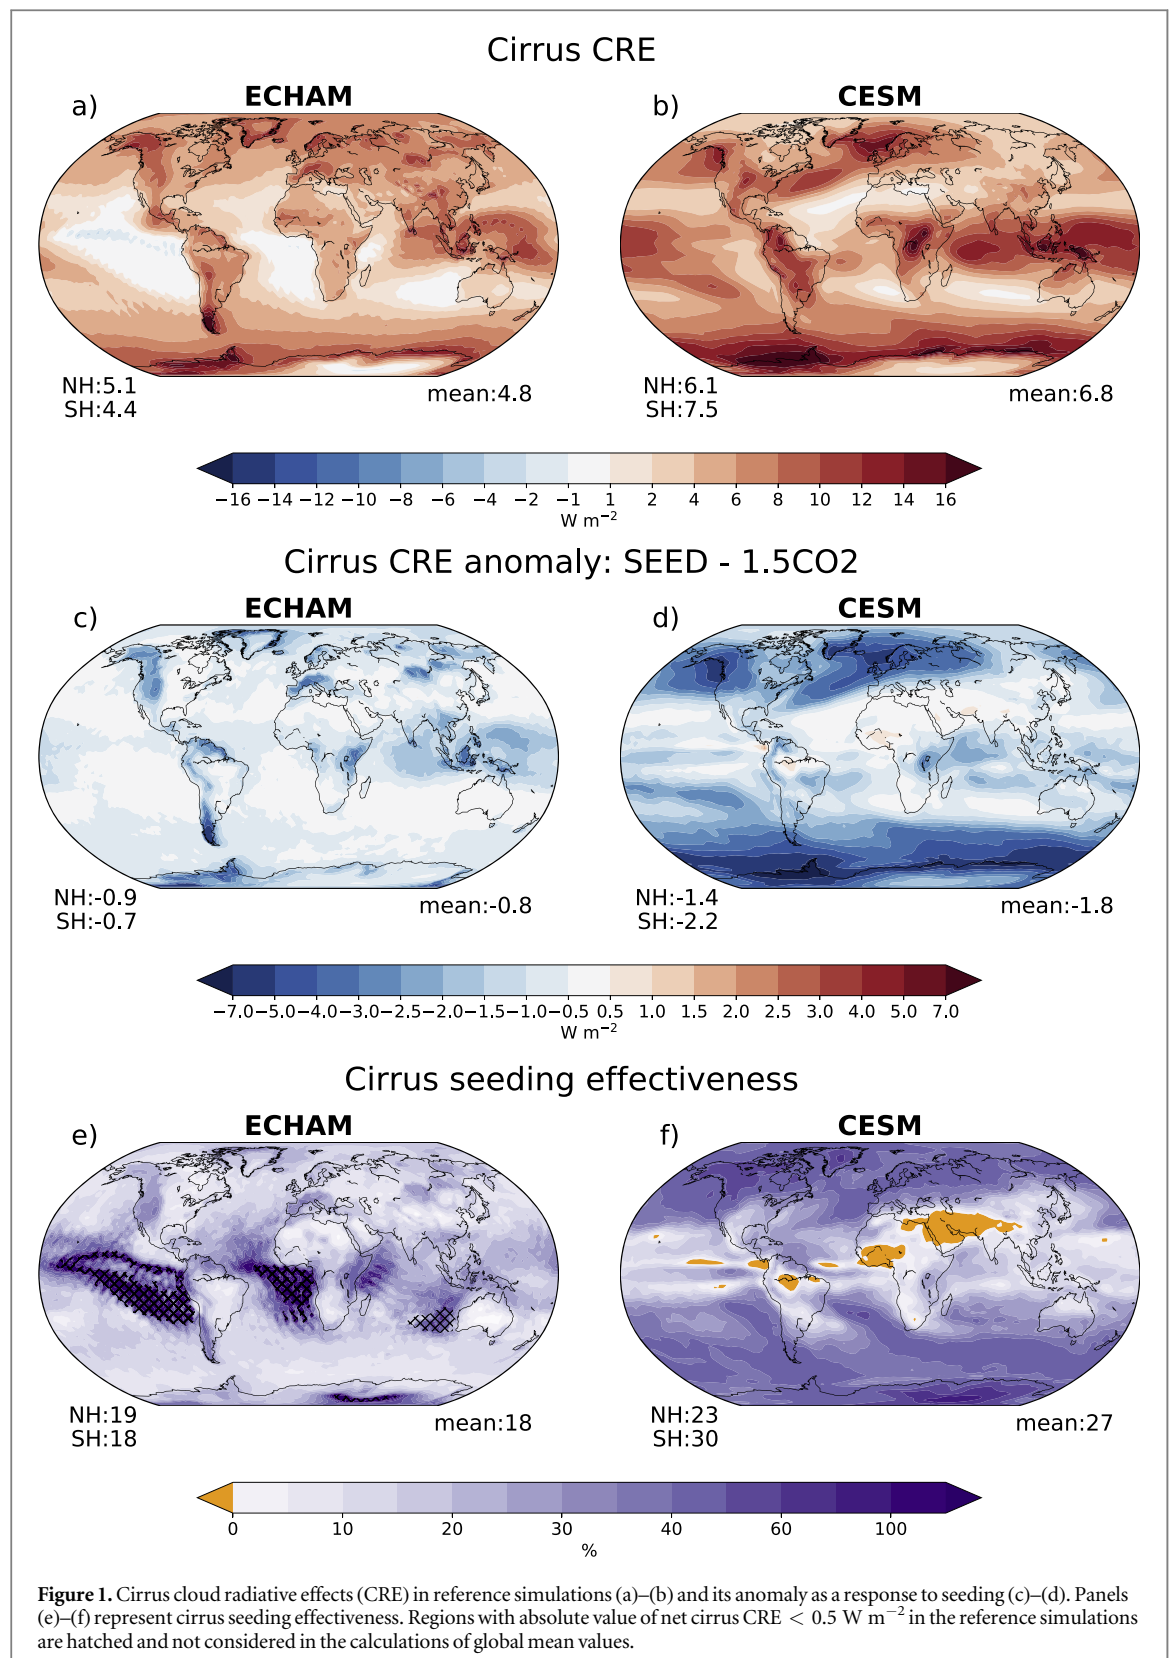 Cirrus CRE
a)
ECHAM
b)
CESM
NH:5.1
SH:4.4
mean:4.8
NH:6.1
SH:7.5
mean:6.8
−16 −14 −12 −10 −8 −6 −4 −2 −1 1 2 4 6 8 10 12 14 16
W m⁻²
Cirrus CRE anomaly: SEED - 1.5CO2
c)
ECHAM
d)
CESM
NH:-0.9
SH:-0.7
mean:-0.8
NH:-1.4
SH:-2.2
mean:-1.8
−7.0 −5.0 −4.0 −3.0 −2.5 −2.0 −1.5 −1.0 −0.5 0.5 1.0 1.5 2.0 2.5 3.0 4.0 5.0 7.0
W m⁻²
Cirrus seeding effectiveness
e)
ECHAM
f)
CESM
NH:19
SH:18
mean:18
NH:23
SH:30
mean:27
0 10 20 30 40 60 100
%
Figure 1. Cirrus cloud radiative effects (CRE) in reference simulations (a)–(b) and its anomaly as a response to seeding (c)–(d). Panels
(e)–(f) represent cirrus seeding effectiveness. Regions with absolute value of net cirrus CRE < 0.5 W m⁻² in the reference simulations
are hatched and not considered in the calculations of global mean values.